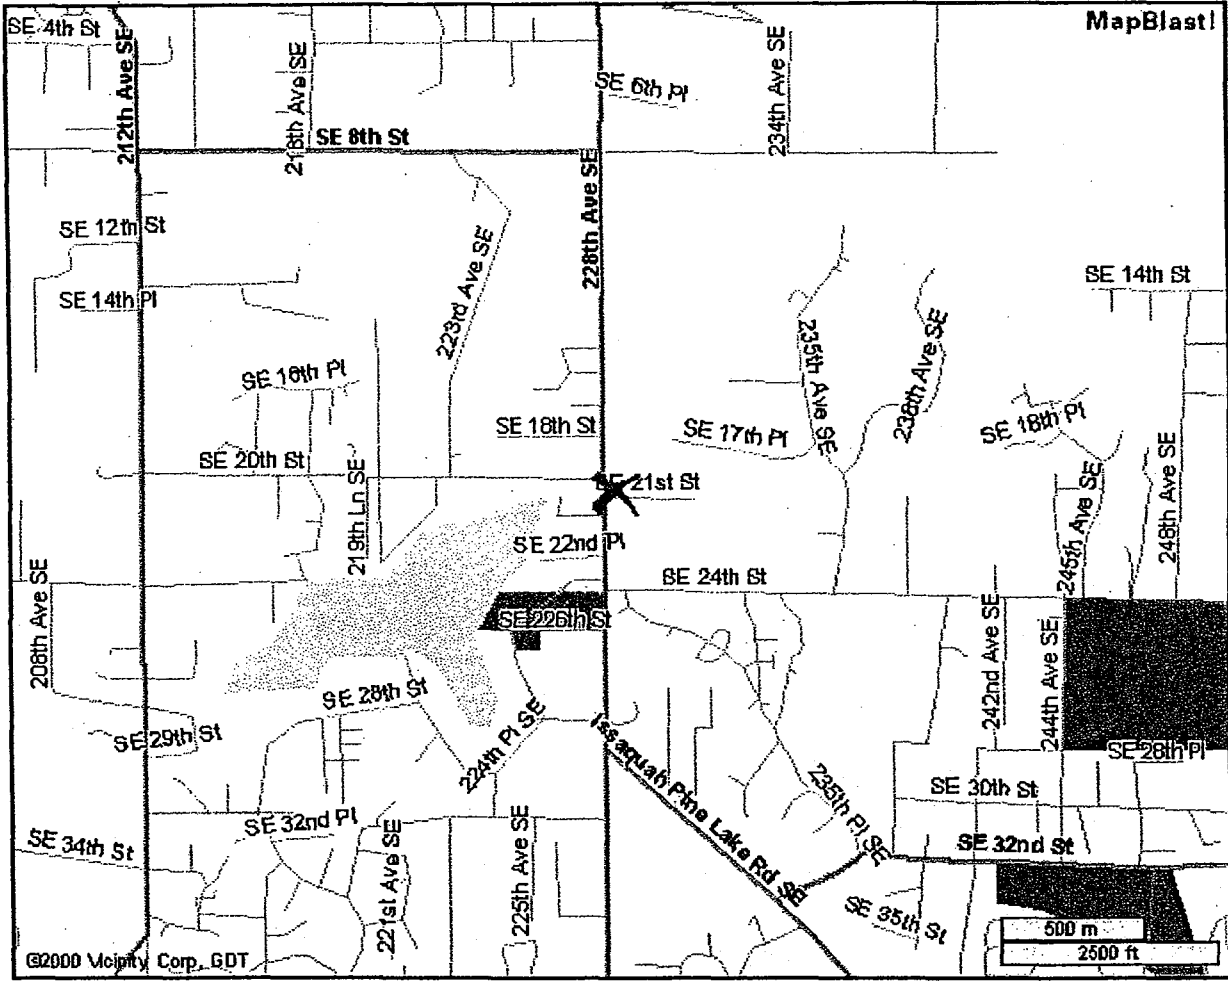 MapBlast!
SE 4th St
212th Ave SE
218th Ave SE
SE 6th Pl
234th Ave SE
SE 8th St
228th Ave SE
SE 12th St
SE 14th Pl
223rd Ave SE
SE 14th St
235th Ave SE
238th Ave SE
SE 16th Pl
SE 18th St
SE 17th Pl
SE 18th Pl
SE 20th St
219th Ln SE
SE 21st St
245th Ave SE
248th Ave SE
SE 22nd Pl
208th Ave SE
SE 24th St
SE 226th St
242nd Ave SE
244th Ave SE
SE 28th St
SE 29th St
224th Pl SE
Issaquah Pine Lake Rd SE
SE 28th Pl
235th Pl SE
SE 30th St
SE 32nd Pl
SE 34th St
221st Ave SE
225th Ave SE
SE 32nd St
SE 35th St
500 m
2500 ft
©2000 Vicinity Corp, GDT